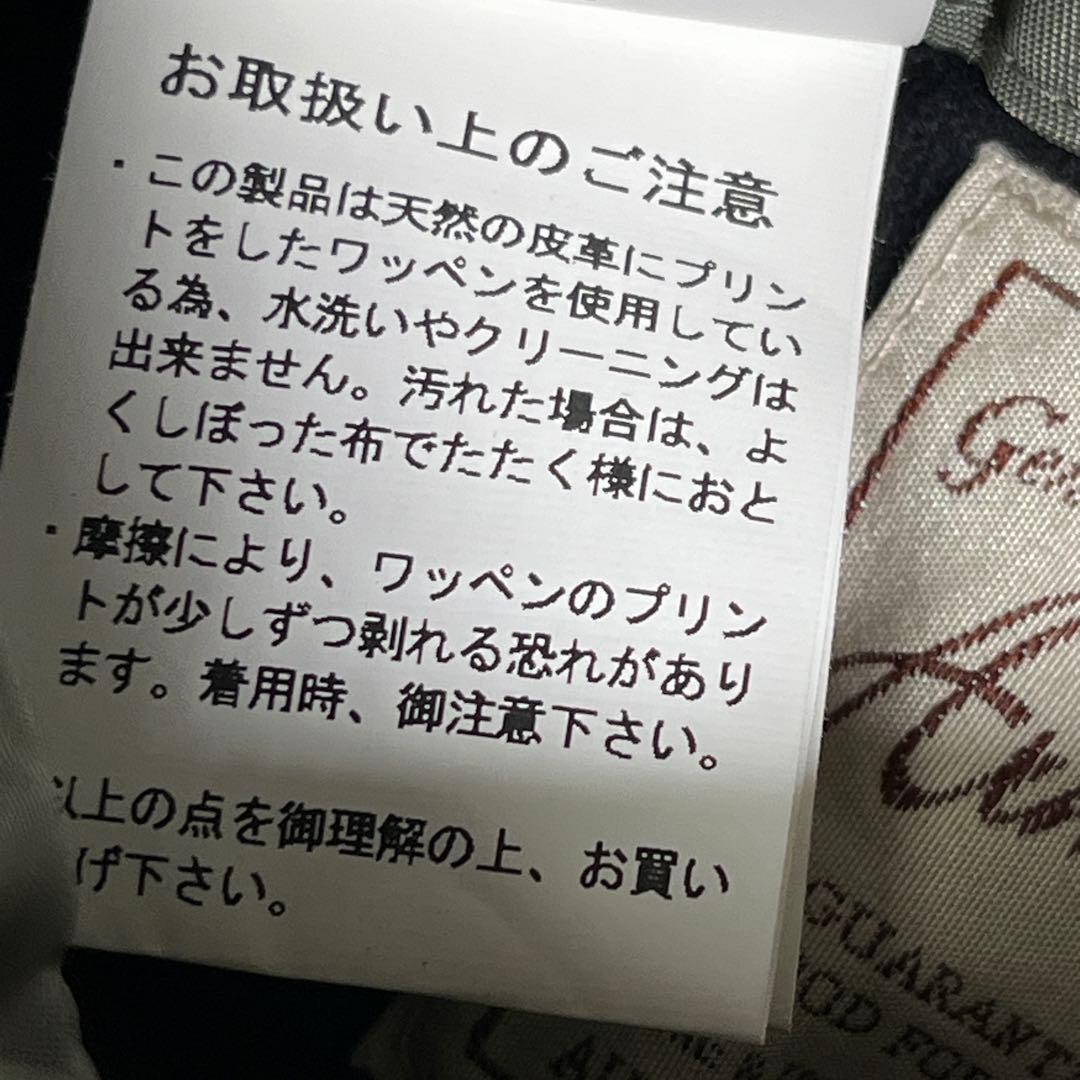 お取扱い上のご注意
・この製品は天然の皮革にプリン
トをしたワッペンを使用してい
る為、水洗いやクリーニングは
出来ません。汚れた場合は、よ
くしぼった布でたたく様におと
して下さい。
・摩擦により、ワッペンのプリン
トが少しずつ剥れる恐れがあり
ます。着用時、御注意下さい。
以上の点を御理解の上、お買い
げ下さい。
GUARANT
OD FO